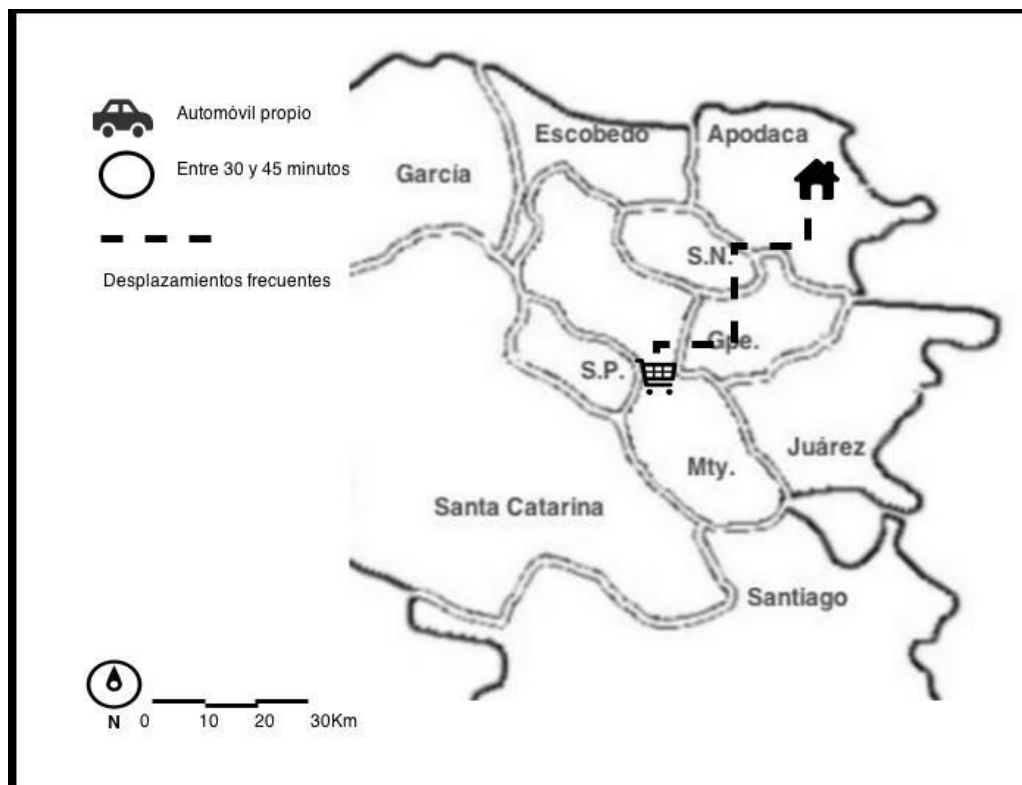 Automóvil propio
Entre 30 y 45 minutos
Desplazamientos frecuentes
Escobedo
Apodaca
García
S.N.
Gpe.
S.P.
Juárez
Mty.
Santa Catarina
Santiago
N 0 10 20 30Km